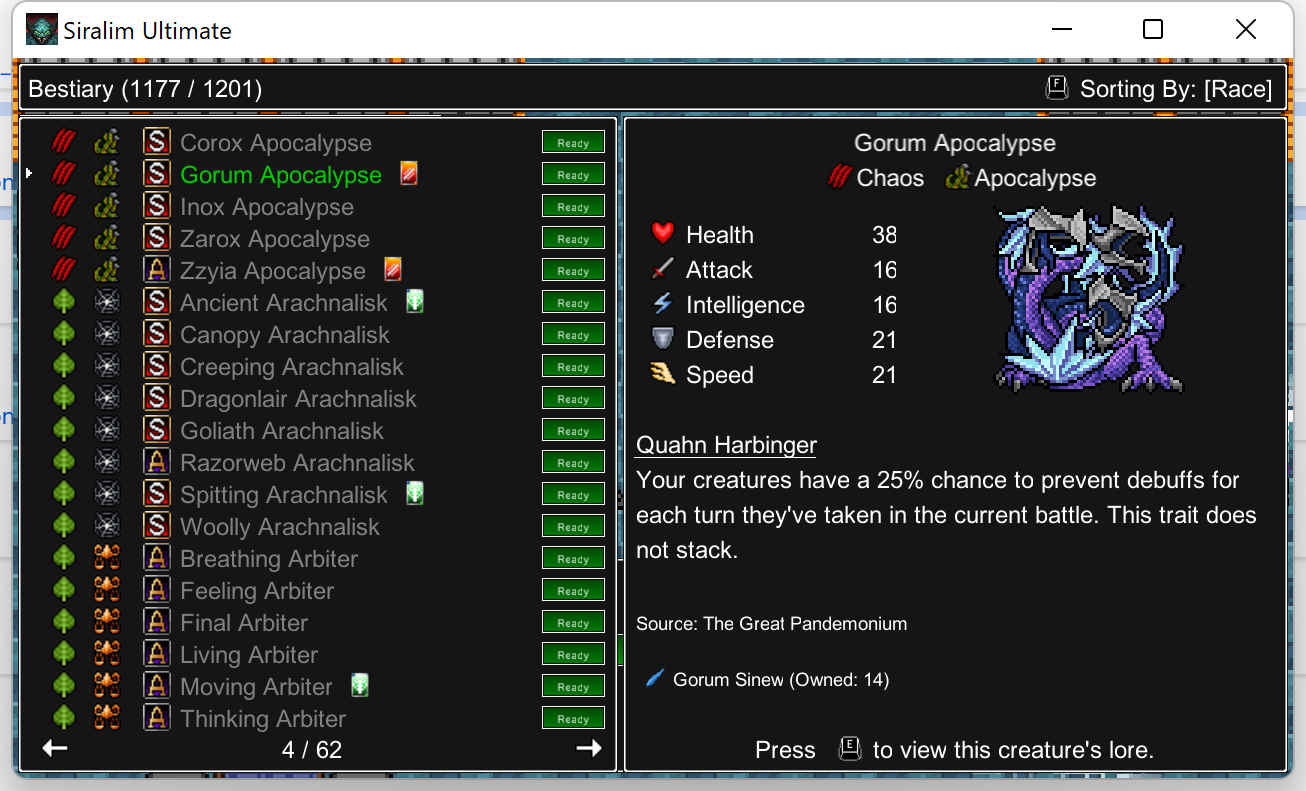 Siralim Ultimate
Bestiary (1177 / 1201)
F Sorting By: [Race]
S Corox Apocalypse Ready
S Gorum Apocalypse Ready
S Inox Apocalypse Ready
S Zarox Apocalypse Ready
A Zzyia Apocalypse Ready
S Ancient Arachnalisk Ready
S Canopy Arachnalisk Ready
S Creeping Arachnalisk Ready
S Dragonlair Arachnalisk Ready
S Goliath Arachnalisk Ready
A Razorweb Arachnalisk Ready
S Spitting Arachnalisk Ready
S Woolly Arachnalisk Ready
A Breathing Arbiter Ready
A Feeling Arbiter Ready
A Final Arbiter Ready
A Living Arbiter Ready
A Moving Arbiter Ready
A Thinking Arbiter Ready
4 / 62
Gorum Apocalypse
Chaos Apocalypse
Health 38
Attack 16
Intelligence 16
Defense 21
Speed 21
Quahn Harbinger
Your creatures have a 25% chance to prevent debuffs for
each turn they've taken in the current battle. This trait does
not stack.
Source: The Great Pandemonium
Gorum Sinew (Owned: 14)
Press E to view this creature's lore.